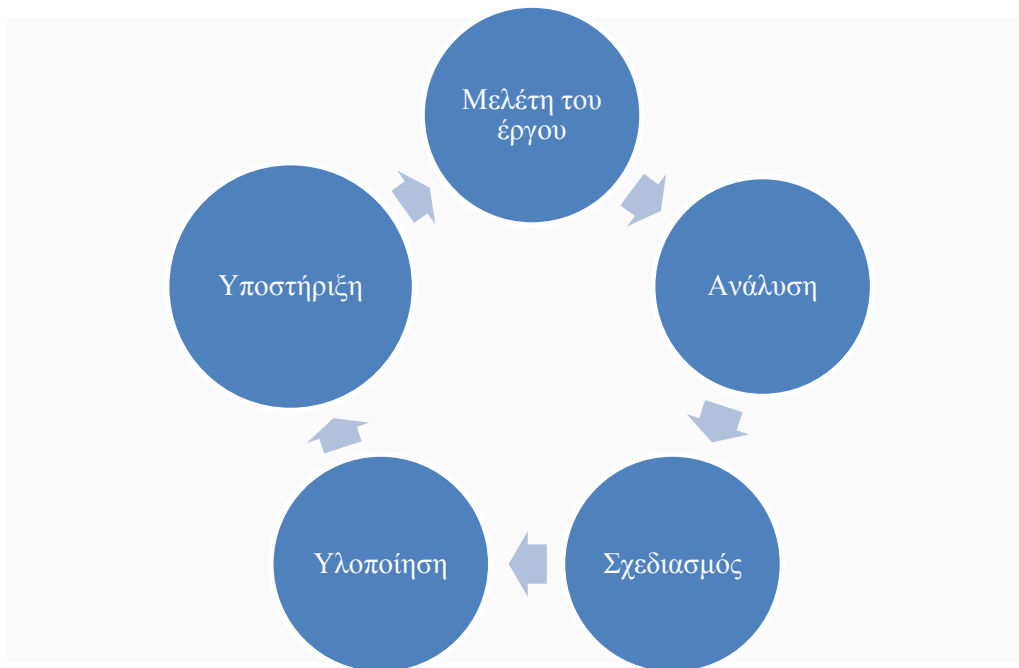 Μελέτη του
έργου
Ανάλυση
Σχεδιασμός
Υλοποίηση
Υποστήριξη